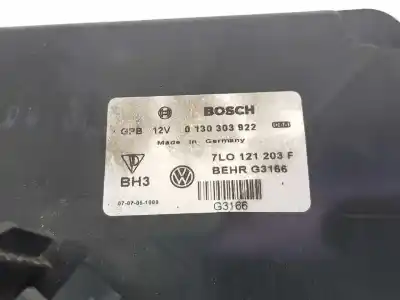 BOSCH
GPB 12V 0 130 303 922
Made in Germany
7L0 121 203 F
BH3
BEHR G3166
07-07-05-1003
G3166